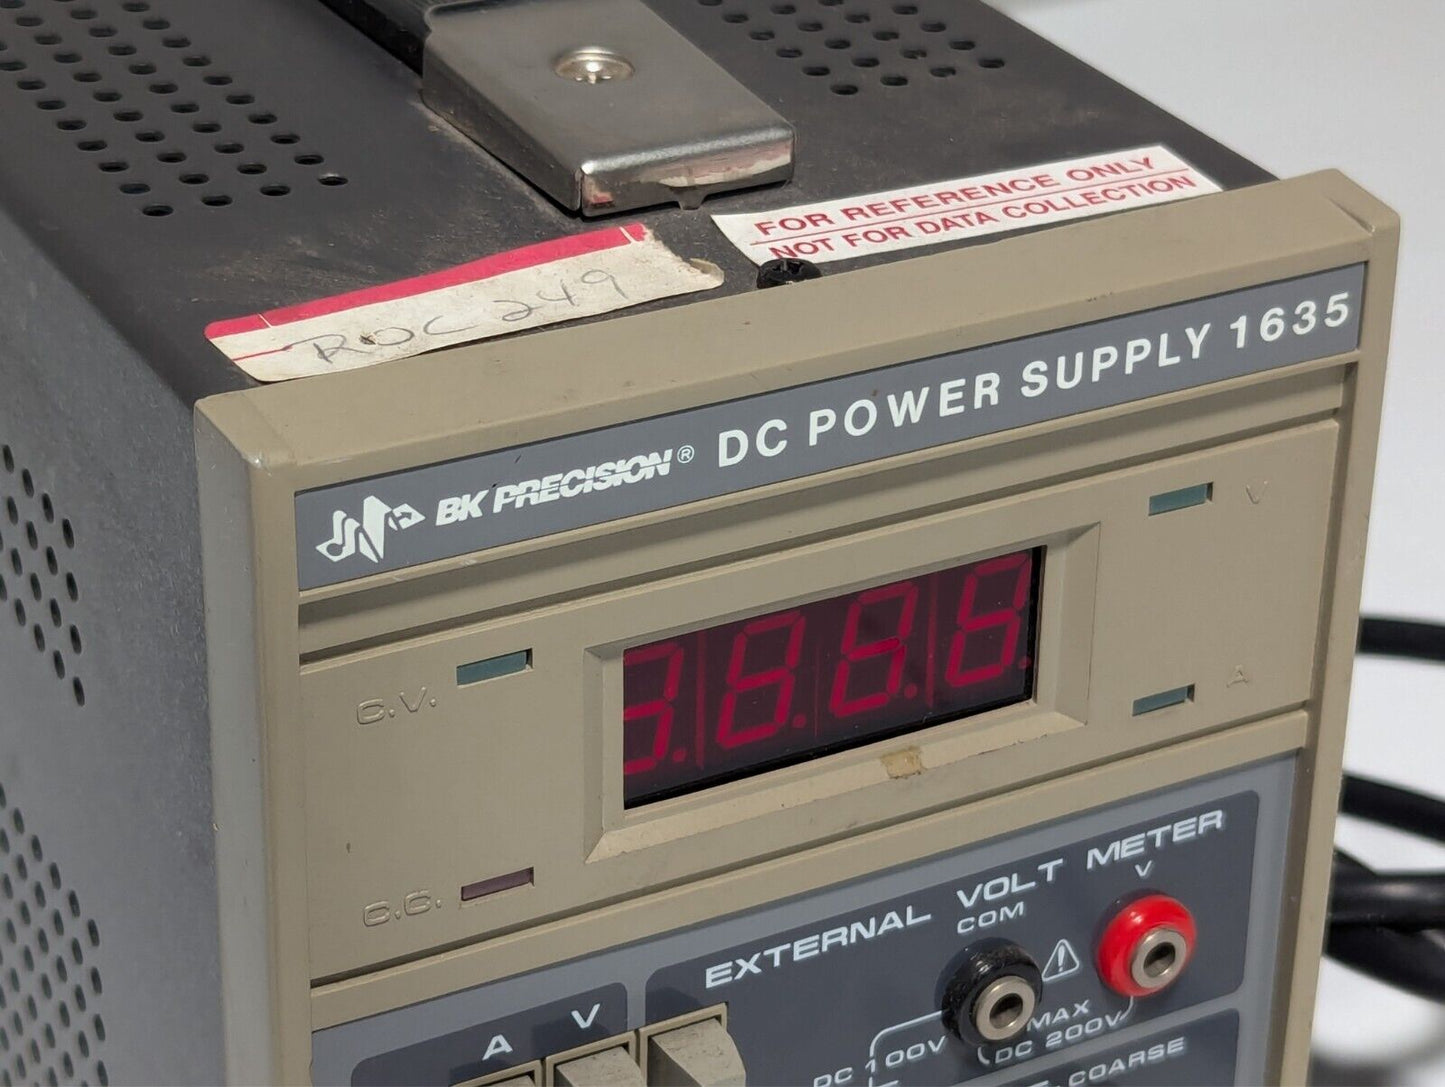 FOR REFERENCE ONLY
NOT FOR DATA COLLECTION
ROC 249
BK PRECISION® DC POWER SUPPLY 1635
V
C.V.
A
C.C.
EXTERNAL VOLT METER
COM
V
MAX
DC 200V
A V
DC 100V
COARSE